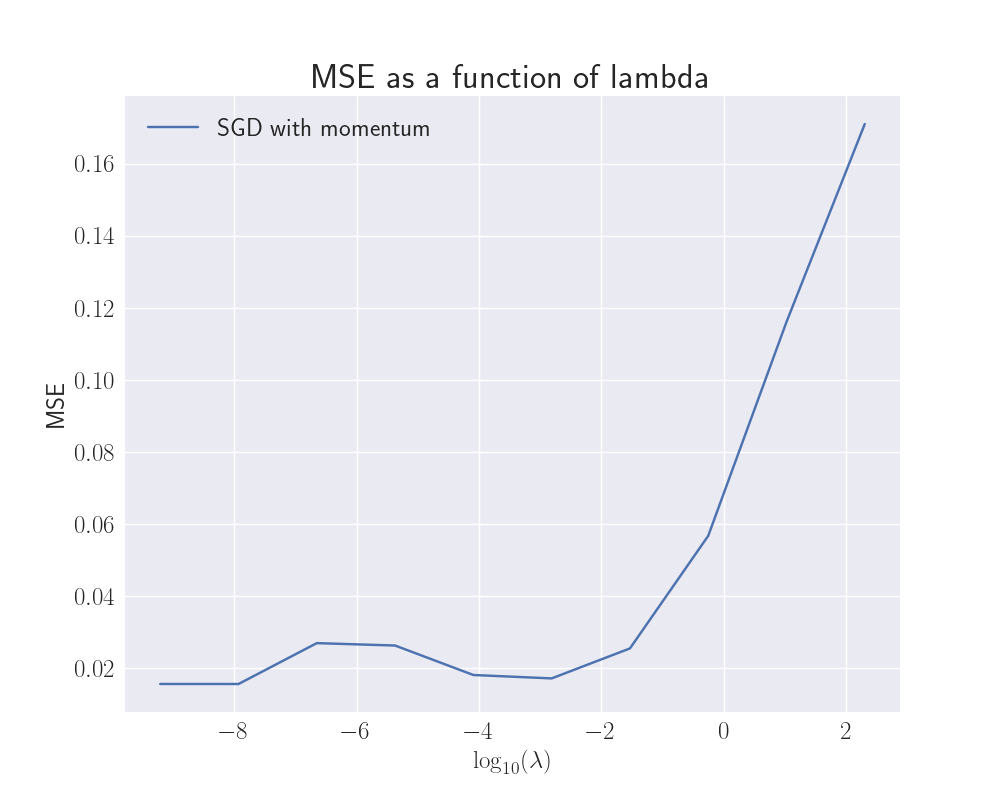 MSE as a function of lambda
SGD with momentum
0.16
0.14
0.12
0.10
0.08
0.06
0.04
0.02
MSE
−8 −6 −4 −2 0 2
log₁₀(λ)